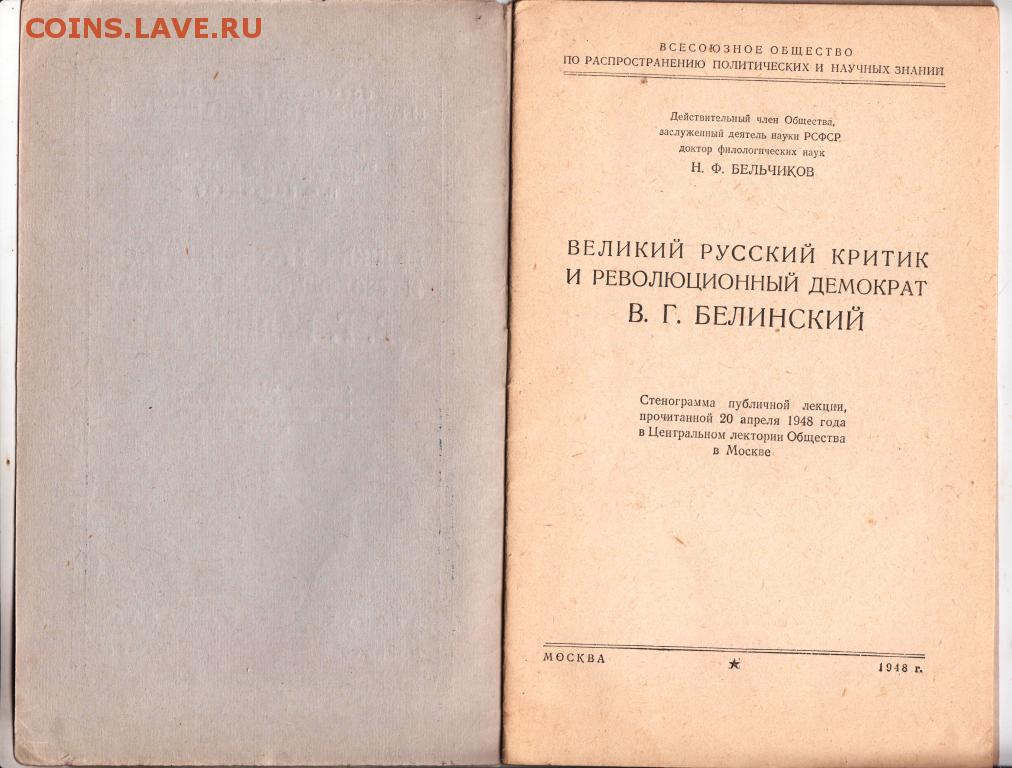 COINS.LAVE.RU
ВСЕСОЮЗНОЕ ОБЩЕСТВО
ПО РАСПРОСТРАНЕНИЮ ПОЛИТИЧЕСКИХ И НАУЧНЫХ ЗНАНИЙ
Действительный член Общества,
заслуженный деятель науки РСФСР
доктор филологических наук
Н. Ф. БЕЛЬЧИКОВ
ВЕЛИКИЙ РУССКИЙ КРИТИК
И РЕВОЛЮЦИОННЫЙ ДЕМОКРАТ
В. Г. БЕЛИНСКИЙ
Стенограмма публичной лекции,
прочитанной 20 апреля 1948 года
в Центральном лектории Общества
в Москве
МОСКВА ★ 1948 г.